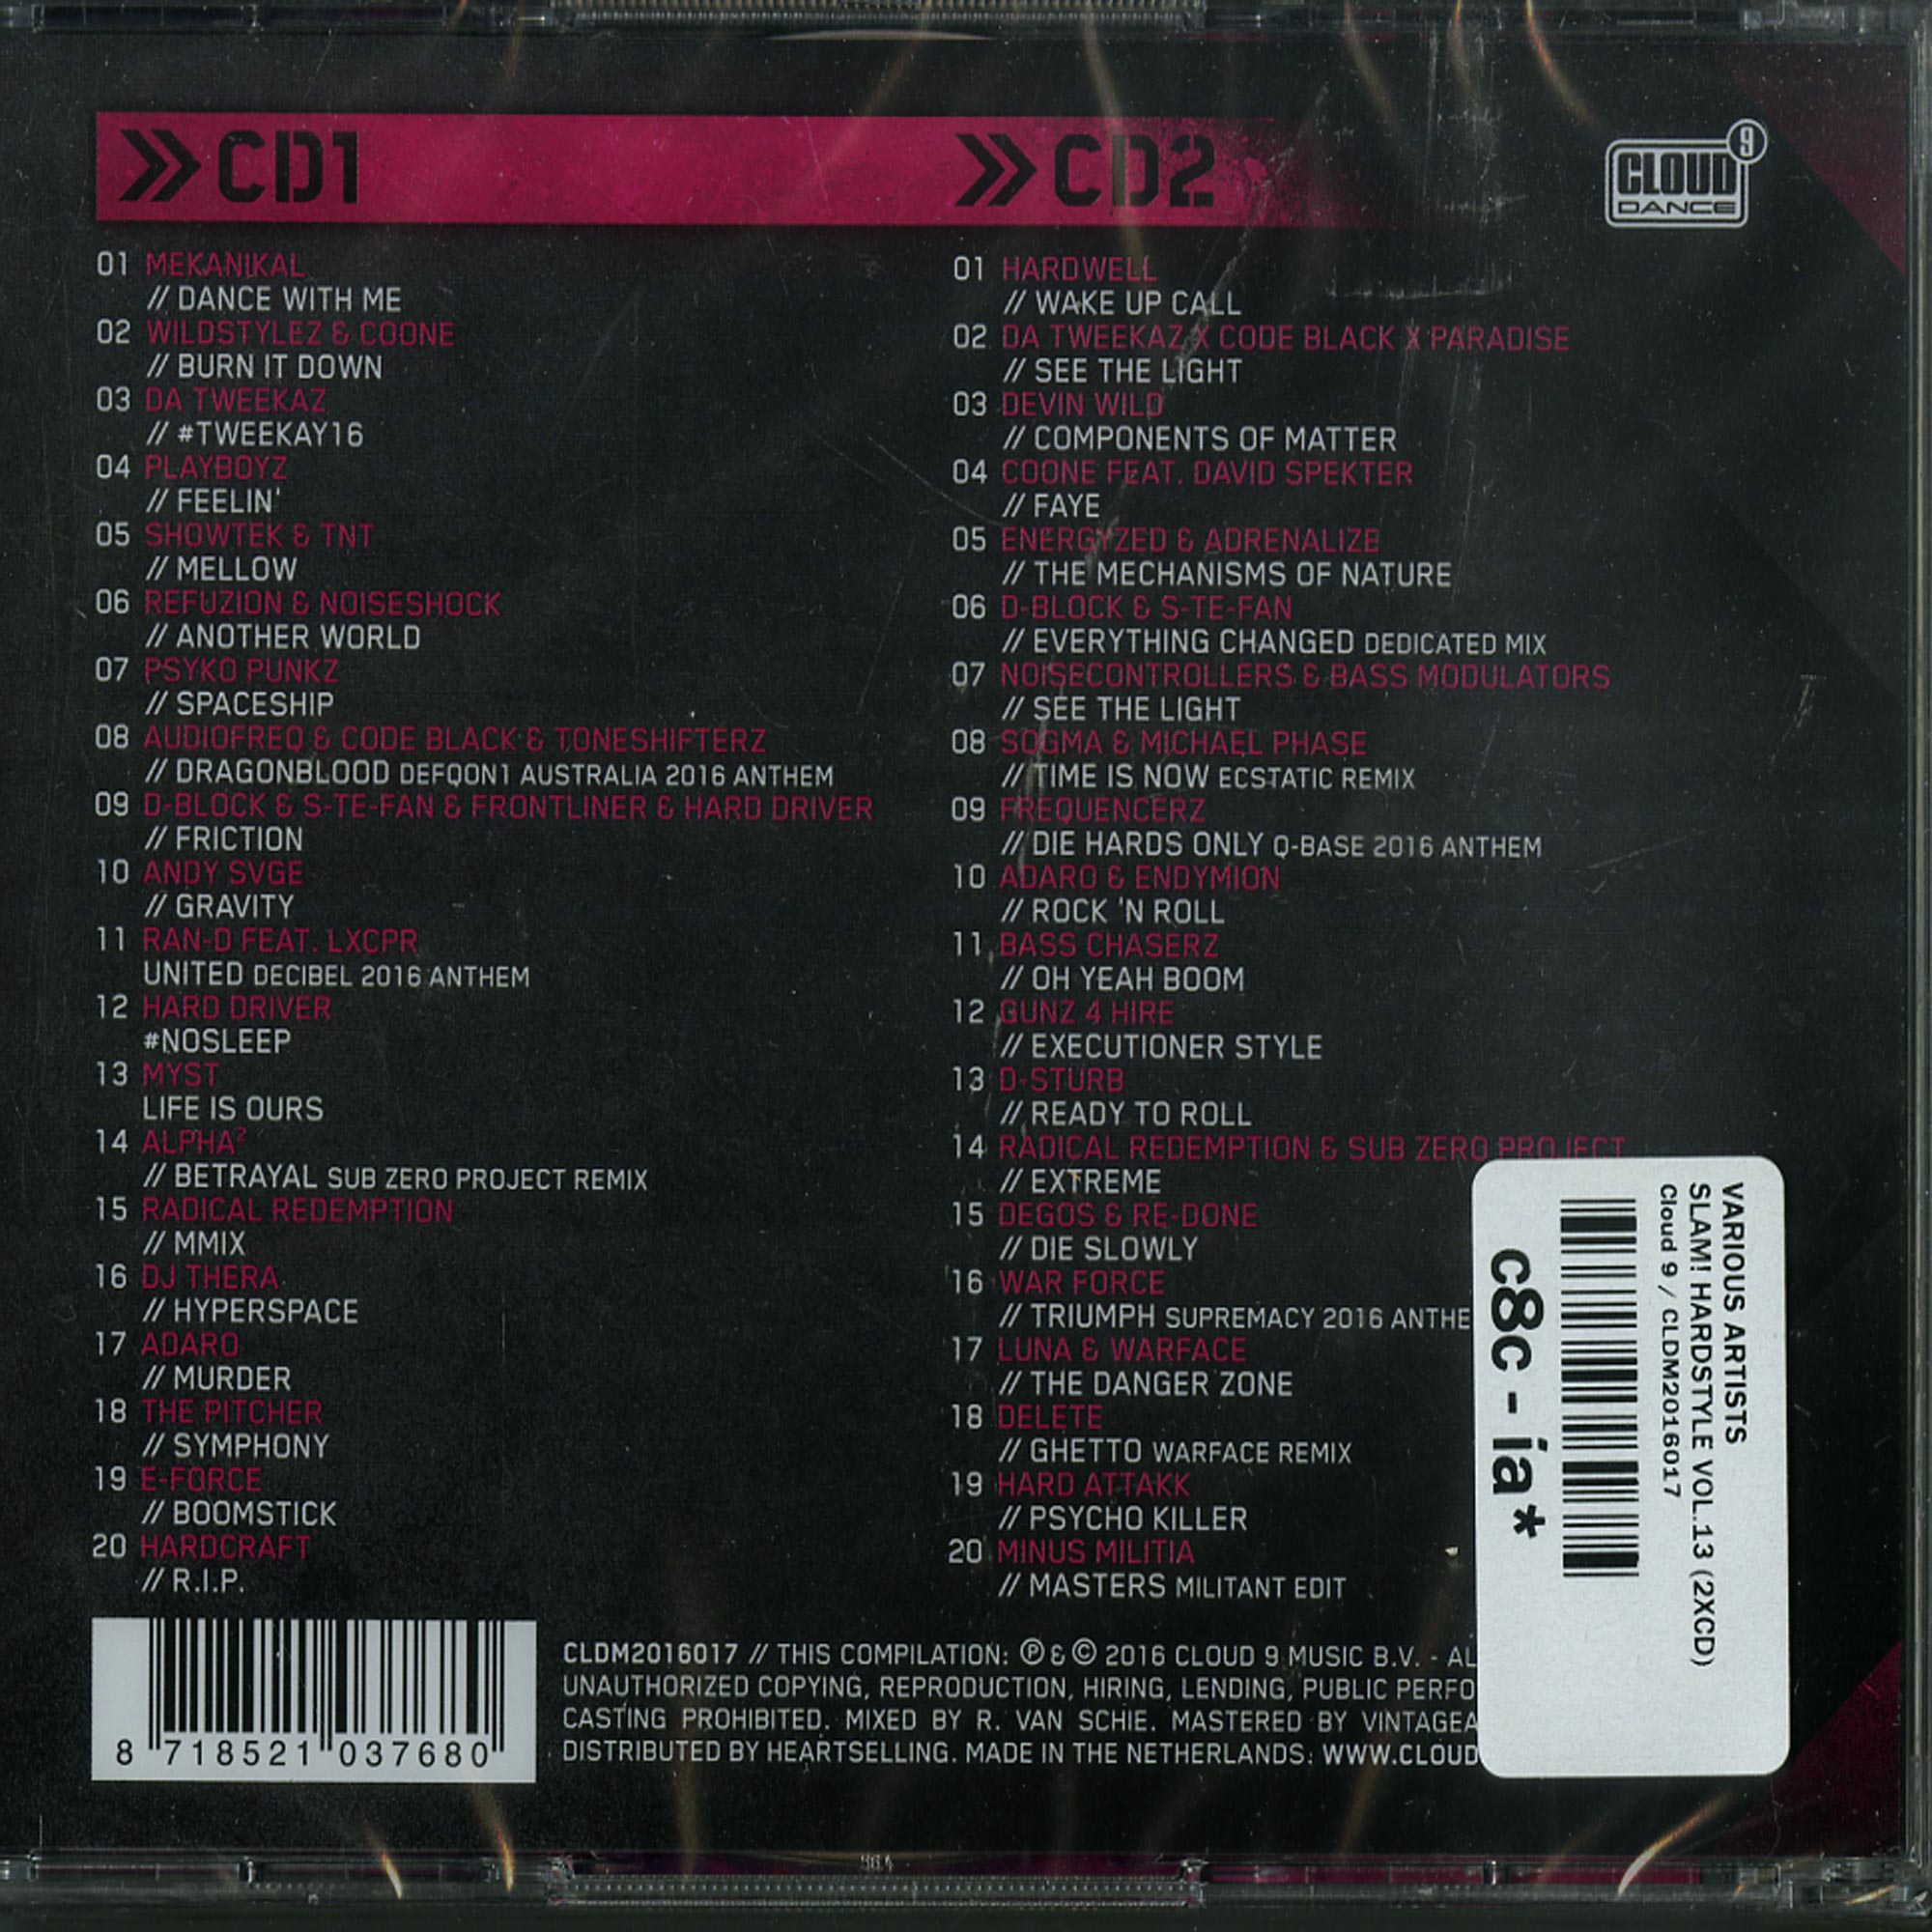 CD1
01 MEKANIKAL
// DANCE WITH ME
02 WILDSTYLEZ & COONE
// BURN IT DOWN
03 DA TWEEKAZ
// #TWEEKAY16
04 PLAYBOYZ
// FEELIN'
05 SHOWTEK & TNT
// MELLOW
06 REFUZION & NOISESHOCK
// ANOTHER WORLD
07 PSYKO PUNKZ
// SPACESHIP
08 AUDIOFREQ & CODE BLACK & TONESHIFTERZ
// DRAGONBLOOD DEFQON1 AUSTRALIA 2016 ANTHEM
09 D-BLOCK & S-TE-FAN & FRONTLINER & HARD DRIVER
// FRICTION
10 ANDY SVGE
// GRAVITY
11 RAN-D FEAT. LXCPR
UNITED DECIBEL 2016 ANTHEM
12 HARD DRIVER
#NOSLEEP
13 MYST
LIFE IS OURS
14 ALPHA²
// BETRAYAL SUB ZERO PROJECT REMIX
15 RADICAL REDEMPTION
// MMIX
16 DJ THERA
// HYPERSPACE
17 ADARO
// MURDER
18 THE PITCHER
// SYMPHONY
19 E-FORCE
// BOOMSTICK
20 HARDCRAFT
// R.I.P.
CD2
01 HARDWELL
// WAKE UP CALL
02 DA TWEEKAZ X CODE BLACK X PARADISE
// SEE THE LIGHT
03 DEVIN WILD
// COMPONENTS OF MATTER
04 COONE FEAT. DAVID SPEKTER
// FAYE
05 ENERGYZED & ADRENALIZE
// THE MECHANISMS OF NATURE
06 D-BLOCK & S-TE-FAN
// EVERYTHING CHANGED DEDICATED MIX
07 NOISECONTROLLERS & BASS MODULATORS
// SEE THE LIGHT
08 SOGMA & MICHAEL PHASE
// TIME IS NOW ECSTATIC REMIX
09 FREQUENCERZ
// DIE HARDS ONLY Q-BASE 2016 ANTHEM
10 ADARO & ENDYMION
// ROCK 'N ROLL
11 BASS CHASERZ
// OH YEAH BOOM
12 GUNZ 4 HIRE
// EXECUTIONER STYLE
13 D-STURB
// READY TO ROLL
14 RADICAL REDEMPTION & SUB ZERO PROJECT
// EXTREME
15 DEGOS & RE-DONE
// DIE SLOWLY
16 WAR FORCE
// TRIUMPH SUPREMACY 2016 ANTHE
17 LUNA & WARFACE
// THE DANGER ZONE
18 DELETE
// GHETTO WARFACE REMIX
19 HARD ATTAKK
// PSYCHO KILLER
20 MINUS MILITIA
// MASTERS MILITANT EDIT
CLOUD 9
DANCE
VARIOUS ARTISTS
SLAM! HARDSTYLE VOL.13 (2XCD)
Cloud 9 / CLDM2016017
c8c - ia*
8 718521 037680
CLDM2016017 // THIS COMPILATION: Ⓟ & © 2016 CLOUD 9 MUSIC B.V. - AL
UNAUTHORIZED COPYING, REPRODUCTION, HIRING, LENDING, PUBLIC PERFO
CASTING PROHIBITED. MIXED BY R. VAN SCHIE. MASTERED BY VINTAGEA
DISTRIBUTED BY HEARTSELLING. MADE IN THE NETHERLANDS. WWW.CLOUD